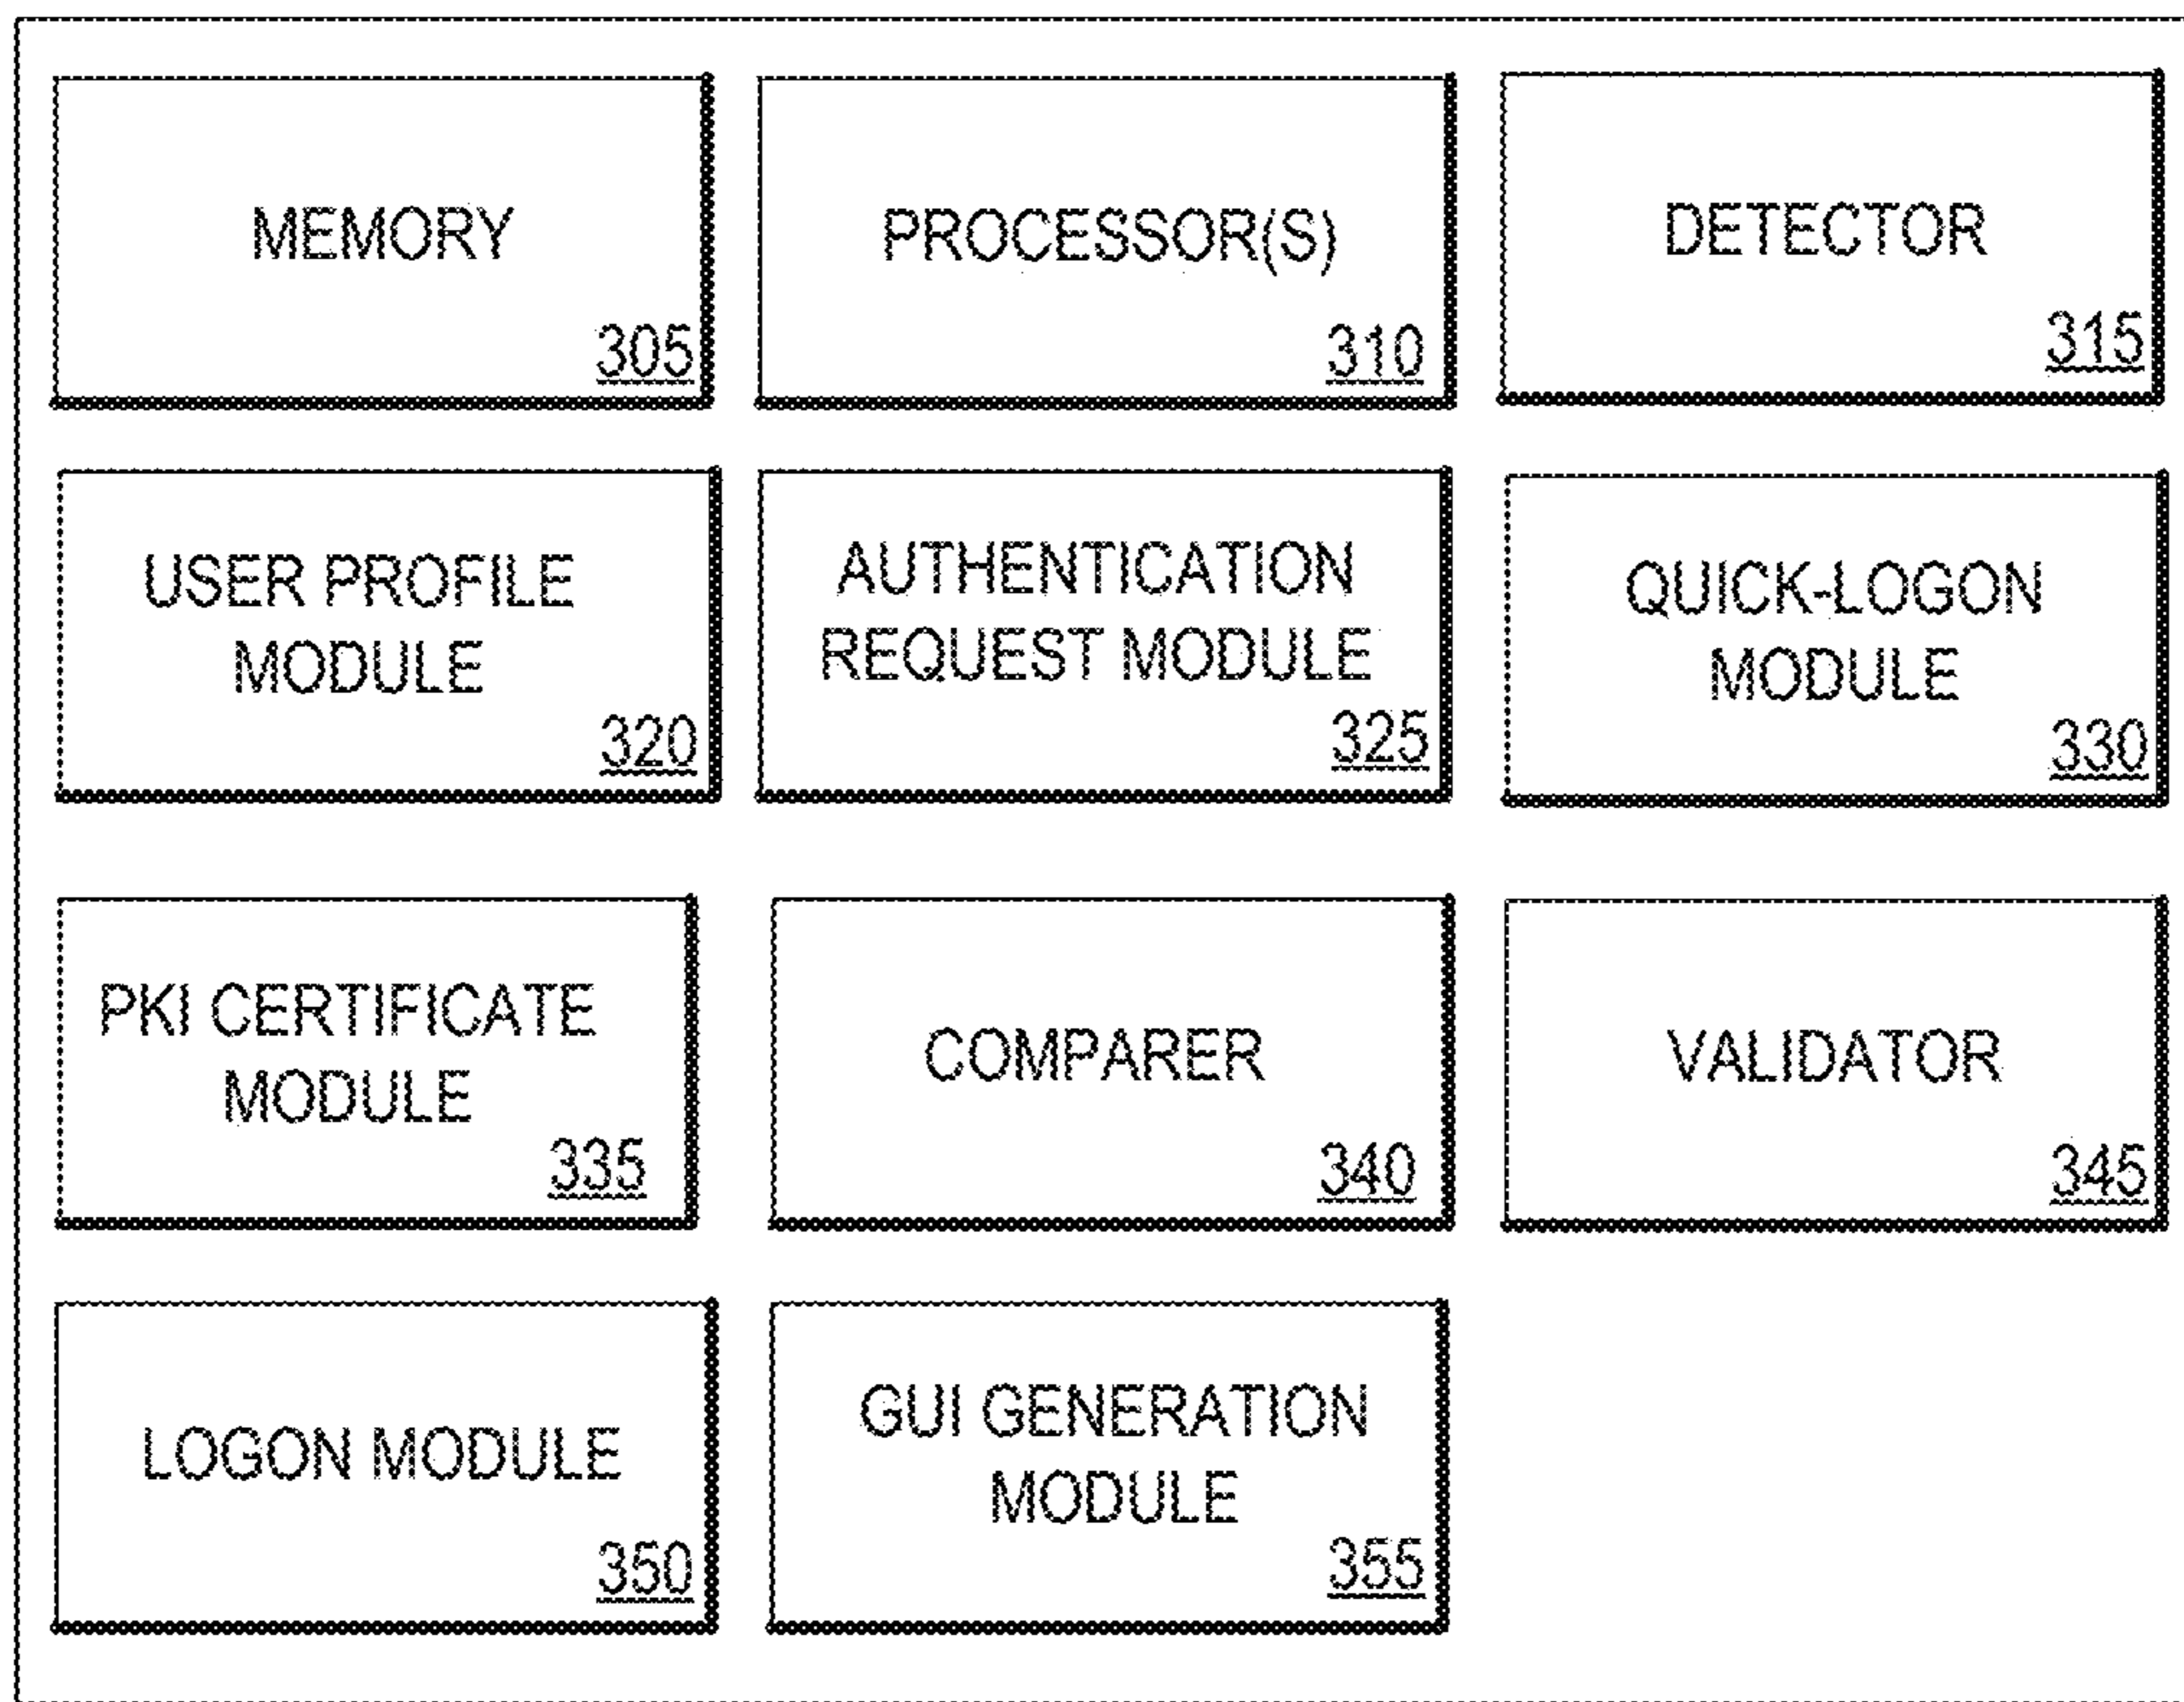 MEMORY
305
PROCESSOR(S)
310
DETECTOR
315
USER PROFILE
MODULE
320
AUTHENTICATION
REQUEST MODULE
325
QUICK-LOGON
MODULE
330
PKI CERTIFICATE
MODULE
335
COMPARER
340
VALIDATOR
345
LOGON MODULE
350
GUI GENERATION
MODULE
355